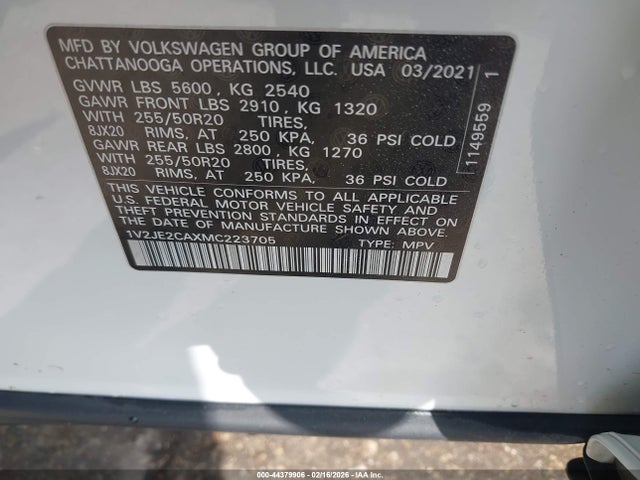 MFD BY VOLKSWAGEN GROUP OF AMERICA
CHATTANOOGA OPERATIONS, LLC. USA 03/2021
GVWR LBS 5600 , KG 2540
GAWR FRONT LBS 2910 , KG 1320
WITH 255/50R20 TIRES,
8JX20 RIMS, AT 250 KPA, 36 PSI COLD
GAWR REAR LBS 2800 , KG 1270
WITH 255/50R20 TIRES,
8JX20 RIMS, AT 250 KPA, 36 PSI COLD
THIS VEHICLE CONFORMS TO ALL APPLICABLE
U.S. FEDERAL MOTOR VEHICLE SAFETY AND
THEFT PREVENTION STANDARDS IN EFFECT ON
THE DATE OF MANUFACTURE SHOWN ABOVE.
1V2JE2CAXMC223705 TYPE: MPV
1149559 1
000-44379906 - 02/16/2026 - © IAA, Inc.